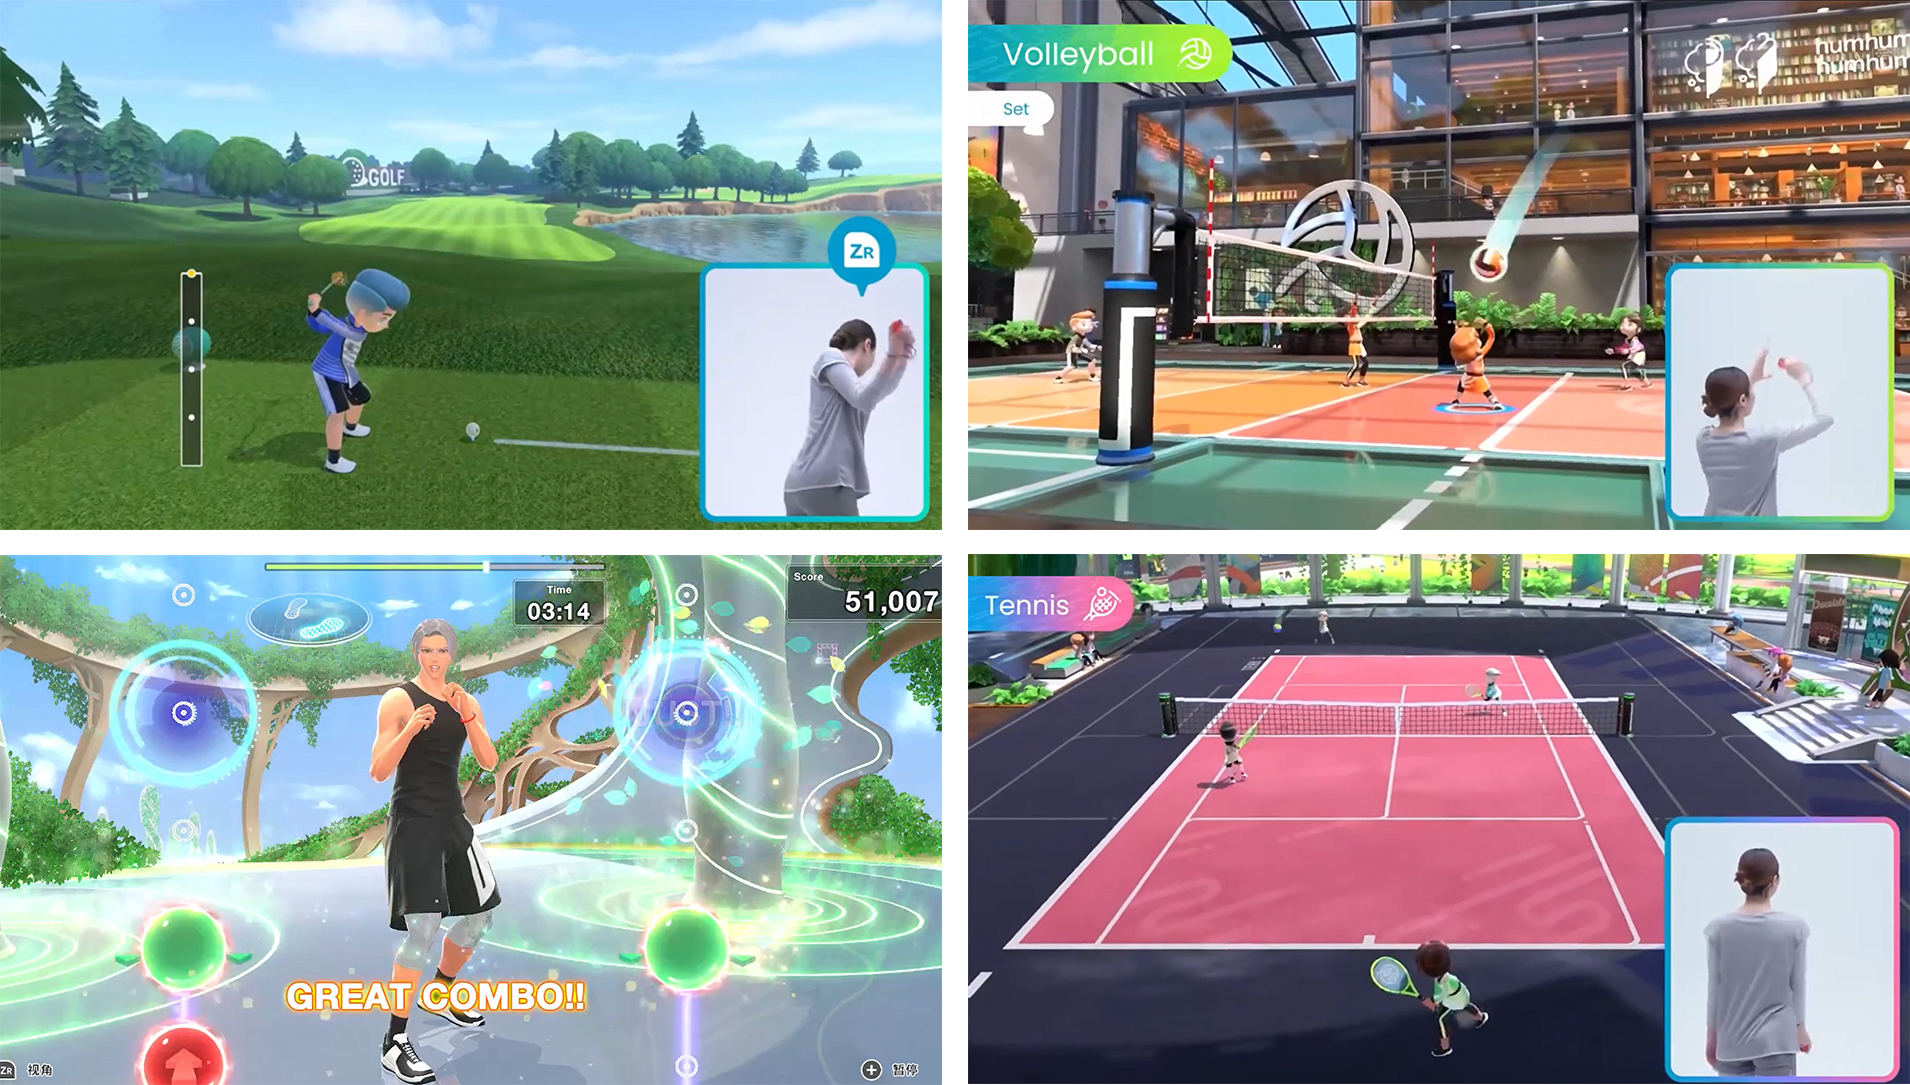 GOLF
ZR
Volleyball
Set
humhum
humhum
Time
03:14
Score
51,007
GREAT COMBO!!
ZR 视角
+ 暂停
Tennis